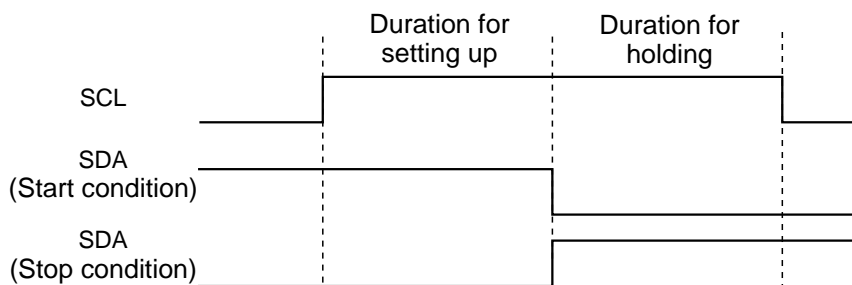 Duration for
setting up
Duration for
holding
SCL
SDA
(Start condition)
SDA
(Stop condition)